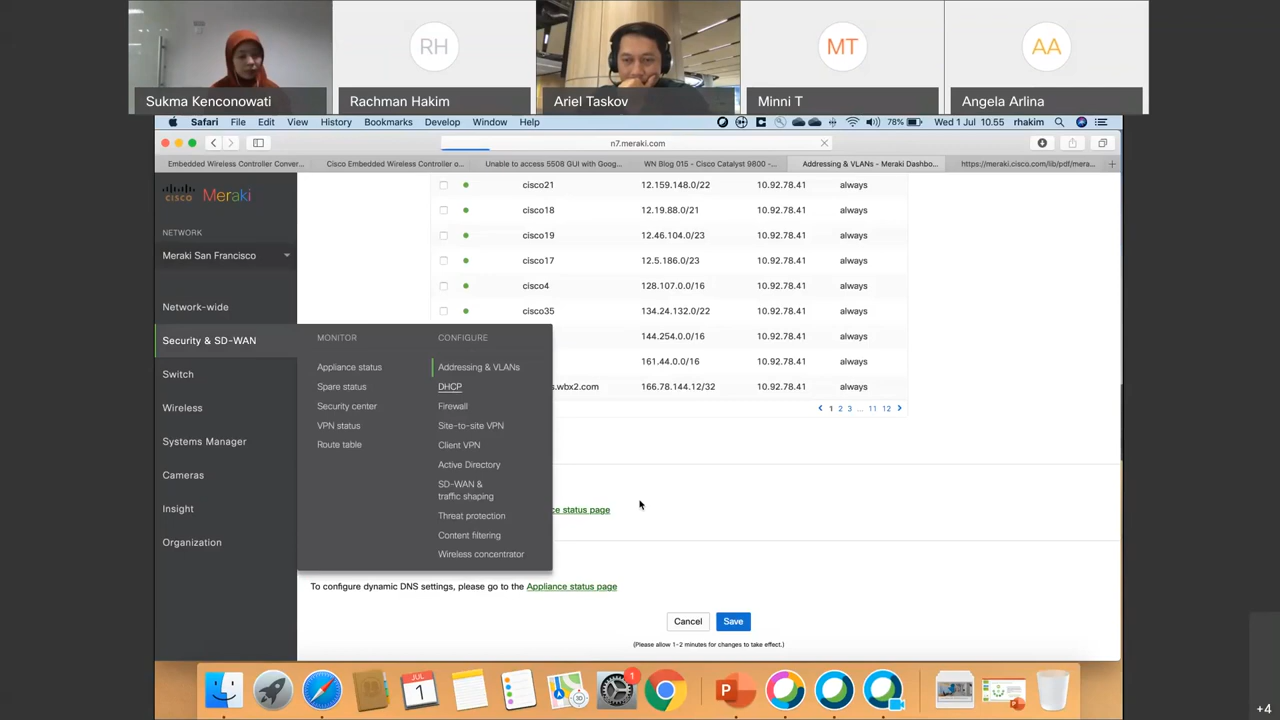 RH
MT
AA
Sukma Kenconowati
Rachman Hakim
Ariel Taskov
Minni T
Angela Arlina
Safari File Edit View History Bookmarks Develop Window Help
78% Wed 1 Jul 10.55 rhakim
n7.meraki.com
Embedded Wireless Controller Conver...
Cisco Embedded Wireless Controller o...
Unable to access 5508 GUI with Goog...
WN Blog 015 – Cisco Catalyst 9800 -...
Addressing & VLANs - Meraki Dashbo...
https://meraki.cisco.com/lib/pdf/mera...
cisco Meraki
NETWORK
Meraki San Francisco
Network-wide
Security & SD-WAN
Switch
Wireless
Systems Manager
Cameras
Insight
Organization
MONITOR
Appliance status
Spare status
Security center
VPN status
Route table
CONFIGURE
Addressing & VLANs
DHCP
Firewall
Site-to-site VPN
Client VPN
Active Directory
SD-WAN &
traffic shaping
Threat protection
Content filtering
Wireless concentrator
cisco21 12.159.148.0/22 10.92.78.41 always
cisco18 12.19.88.0/21 10.92.78.41 always
cisco19 12.46.104.0/23 10.92.78.41 always
cisco17 12.5.186.0/23 10.92.78.41 always
cisco4 128.107.0.0/16 10.92.78.41 always
cisco35 134.24.132.0/22 10.92.78.41 always
144.254.0.0/16 10.92.78.41 always
161.44.0.0/16 10.92.78.41 always
s.wbx2.com 166.78.144.12/32 10.92.78.41 always
1 2 3 ... 11 12
ce status page
To configure dynamic DNS settings, please go to the Appliance status page
Cancel Save
(Please allow 1-2 minutes for changes to take effect.)
JUL
1
1
3D
P
+4